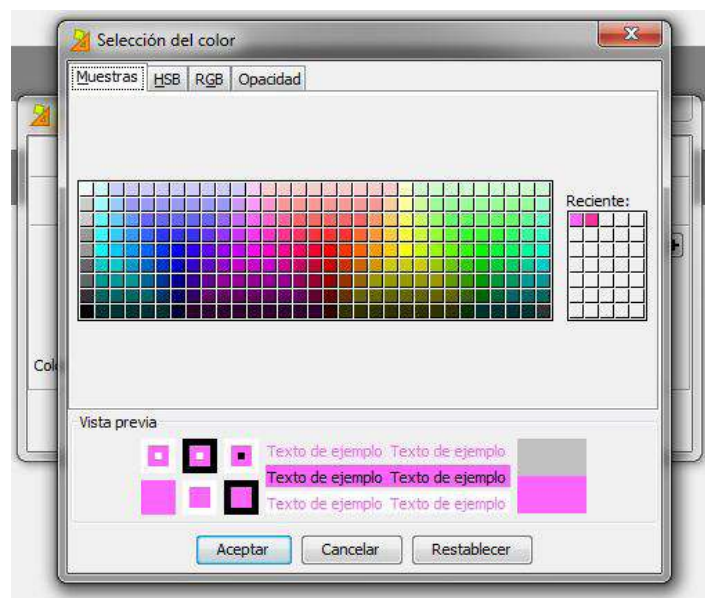 Selección del color
Muestras HSB RGB Opacidad
Reciente:
Colo
Vista previa
Texto de ejemplo Texto de ejemplo
Texto de ejemplo Texto de ejemplo
Texto de ejemplo Texto de ejemplo
Aceptar Cancelar Restablecer